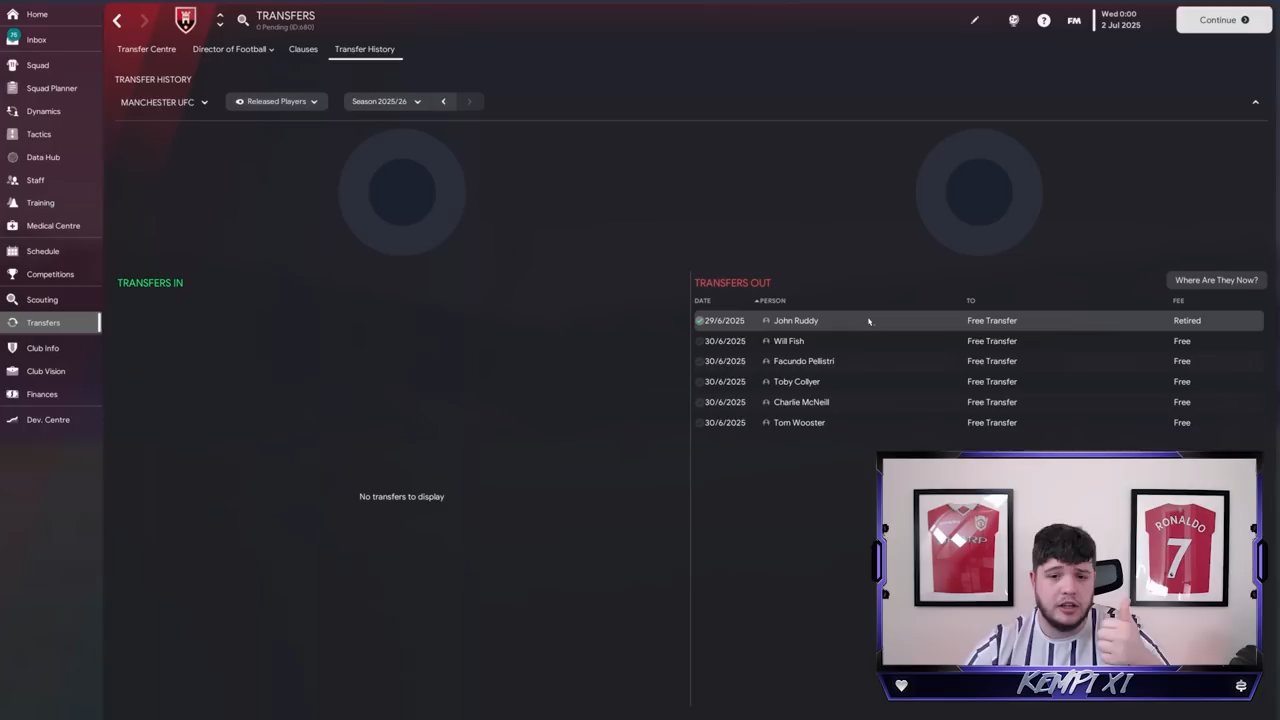 Home
75
Inbox
Squad
Squad Planner
Dynamics
Tactics
Data Hub
Staff
Training
Medical Centre
Schedule
Competitions
Scouting
Transfers
Club Info
Club Vision
Finances
Dev. Centre
TRANSFERS
0 Pending (ID:680)
FM
Wed 0:00
2 Jul 2025
Continue
Transfer Centre
Director of Football
Clauses
Transfer History
TRANSFER HISTORY
MANCHESTER UFC
Released Players
Season 2025/26
TRANSFERS IN
No transfers to display
TRANSFERS OUT
Where Are They Now?
DATE PERSON TO FEE
29/6/2025 John Ruddy Free Transfer Retired
30/6/2025 Will Fish Free Transfer Free
30/6/2025 Facundo Pellistri Free Transfer Free
30/6/2025 Toby Collyer Free Transfer Free
30/6/2025 Charlie McNeill Free Transfer Free
30/6/2025 Tom Wooster Free Transfer Free
RONALDO
7
KEMPI XI